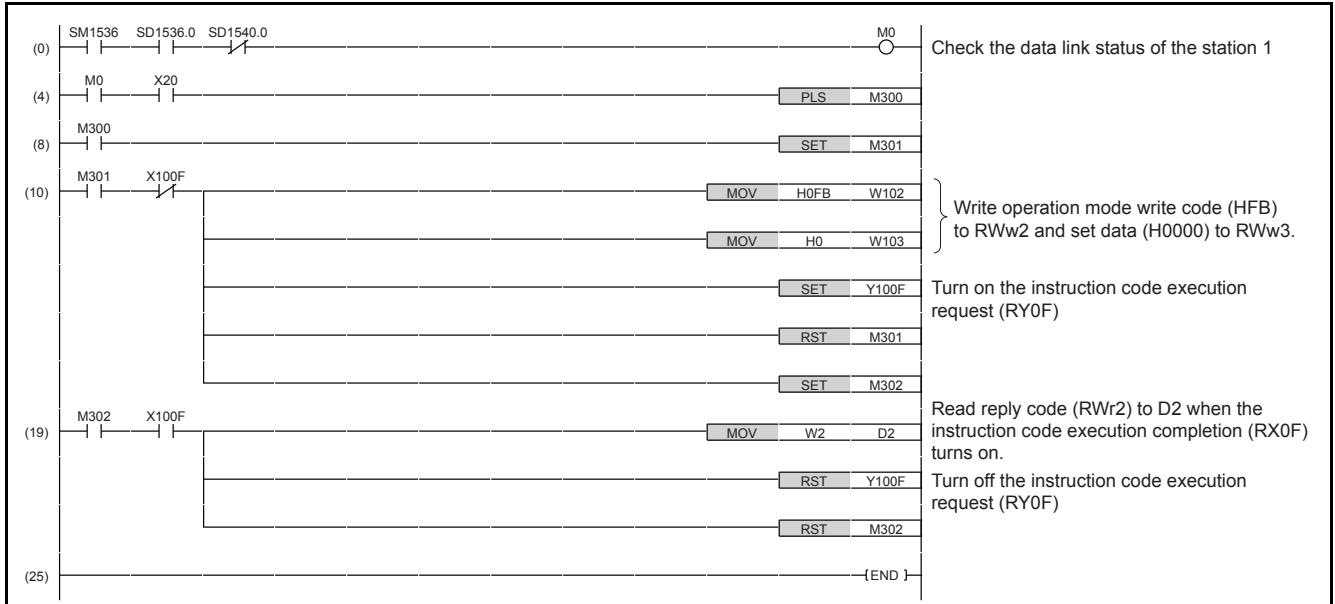 SM1536 SD1536.0 SD1540.0 M0
(0) Check the data link status of the station 1
M0 X20
(4) PLS M300
M300
(8) SET M301
M301 X100F
(10) MOV H0FB W102
Write operation mode write code (HFB)
to RWw2 and set data (H0000) to RWw3.
MOV H0 W103
SET Y100F
Turn on the instruction code execution
request (RY0F)
RST M301
SET M302
M302 X100F
(19) MOV W2 D2
Read reply code (RWr2) to D2 when the
instruction code execution completion (RX0F)
turns on.
RST Y100F
Turn off the instruction code execution
request (RY0F)
RST M302
(25) END